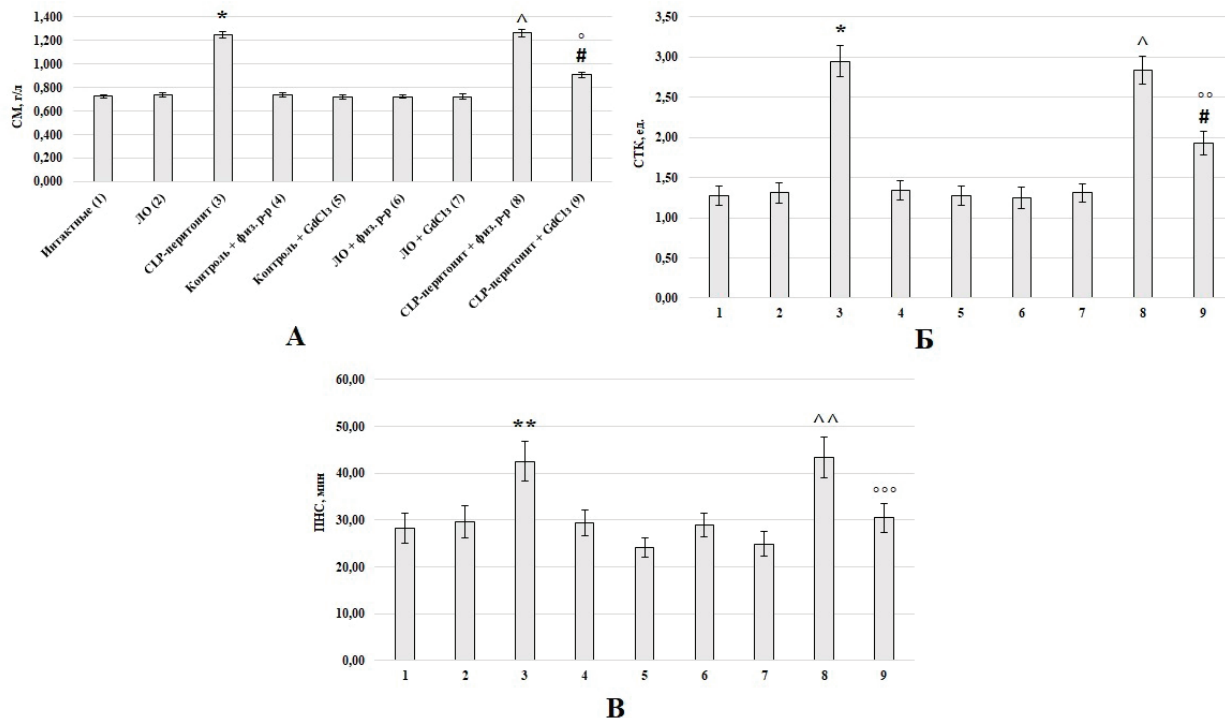 СМ, г/л
1,400
1,200
1,000
0,800
0,600
0,400
0,200
0,000
*
^
°
#
Интактные (1)
ЛО (2)
CLP-перитонит (3)
Контроль + физ. р-р (4)
Контроль + GdCl₃ (5)
ЛО + физ. р-р (6)
ЛО + GdCl₃ (7)
CLP-перитонит + физ. р-р (8)
CLP-перитонит + GdCl₃ (9)
А
СТК, ед.
3,50
3,00
2,50
2,00
1,50
1,00
0,50
0,00
*
^
°°
#
1 2 3 4 5 6 7 8 9
Б
ПНС, мин
60,00
50,00
40,00
30,00
20,00
10,00
0,00
**
^^
°°°
1 2 3 4 5 6 7 8 9
В